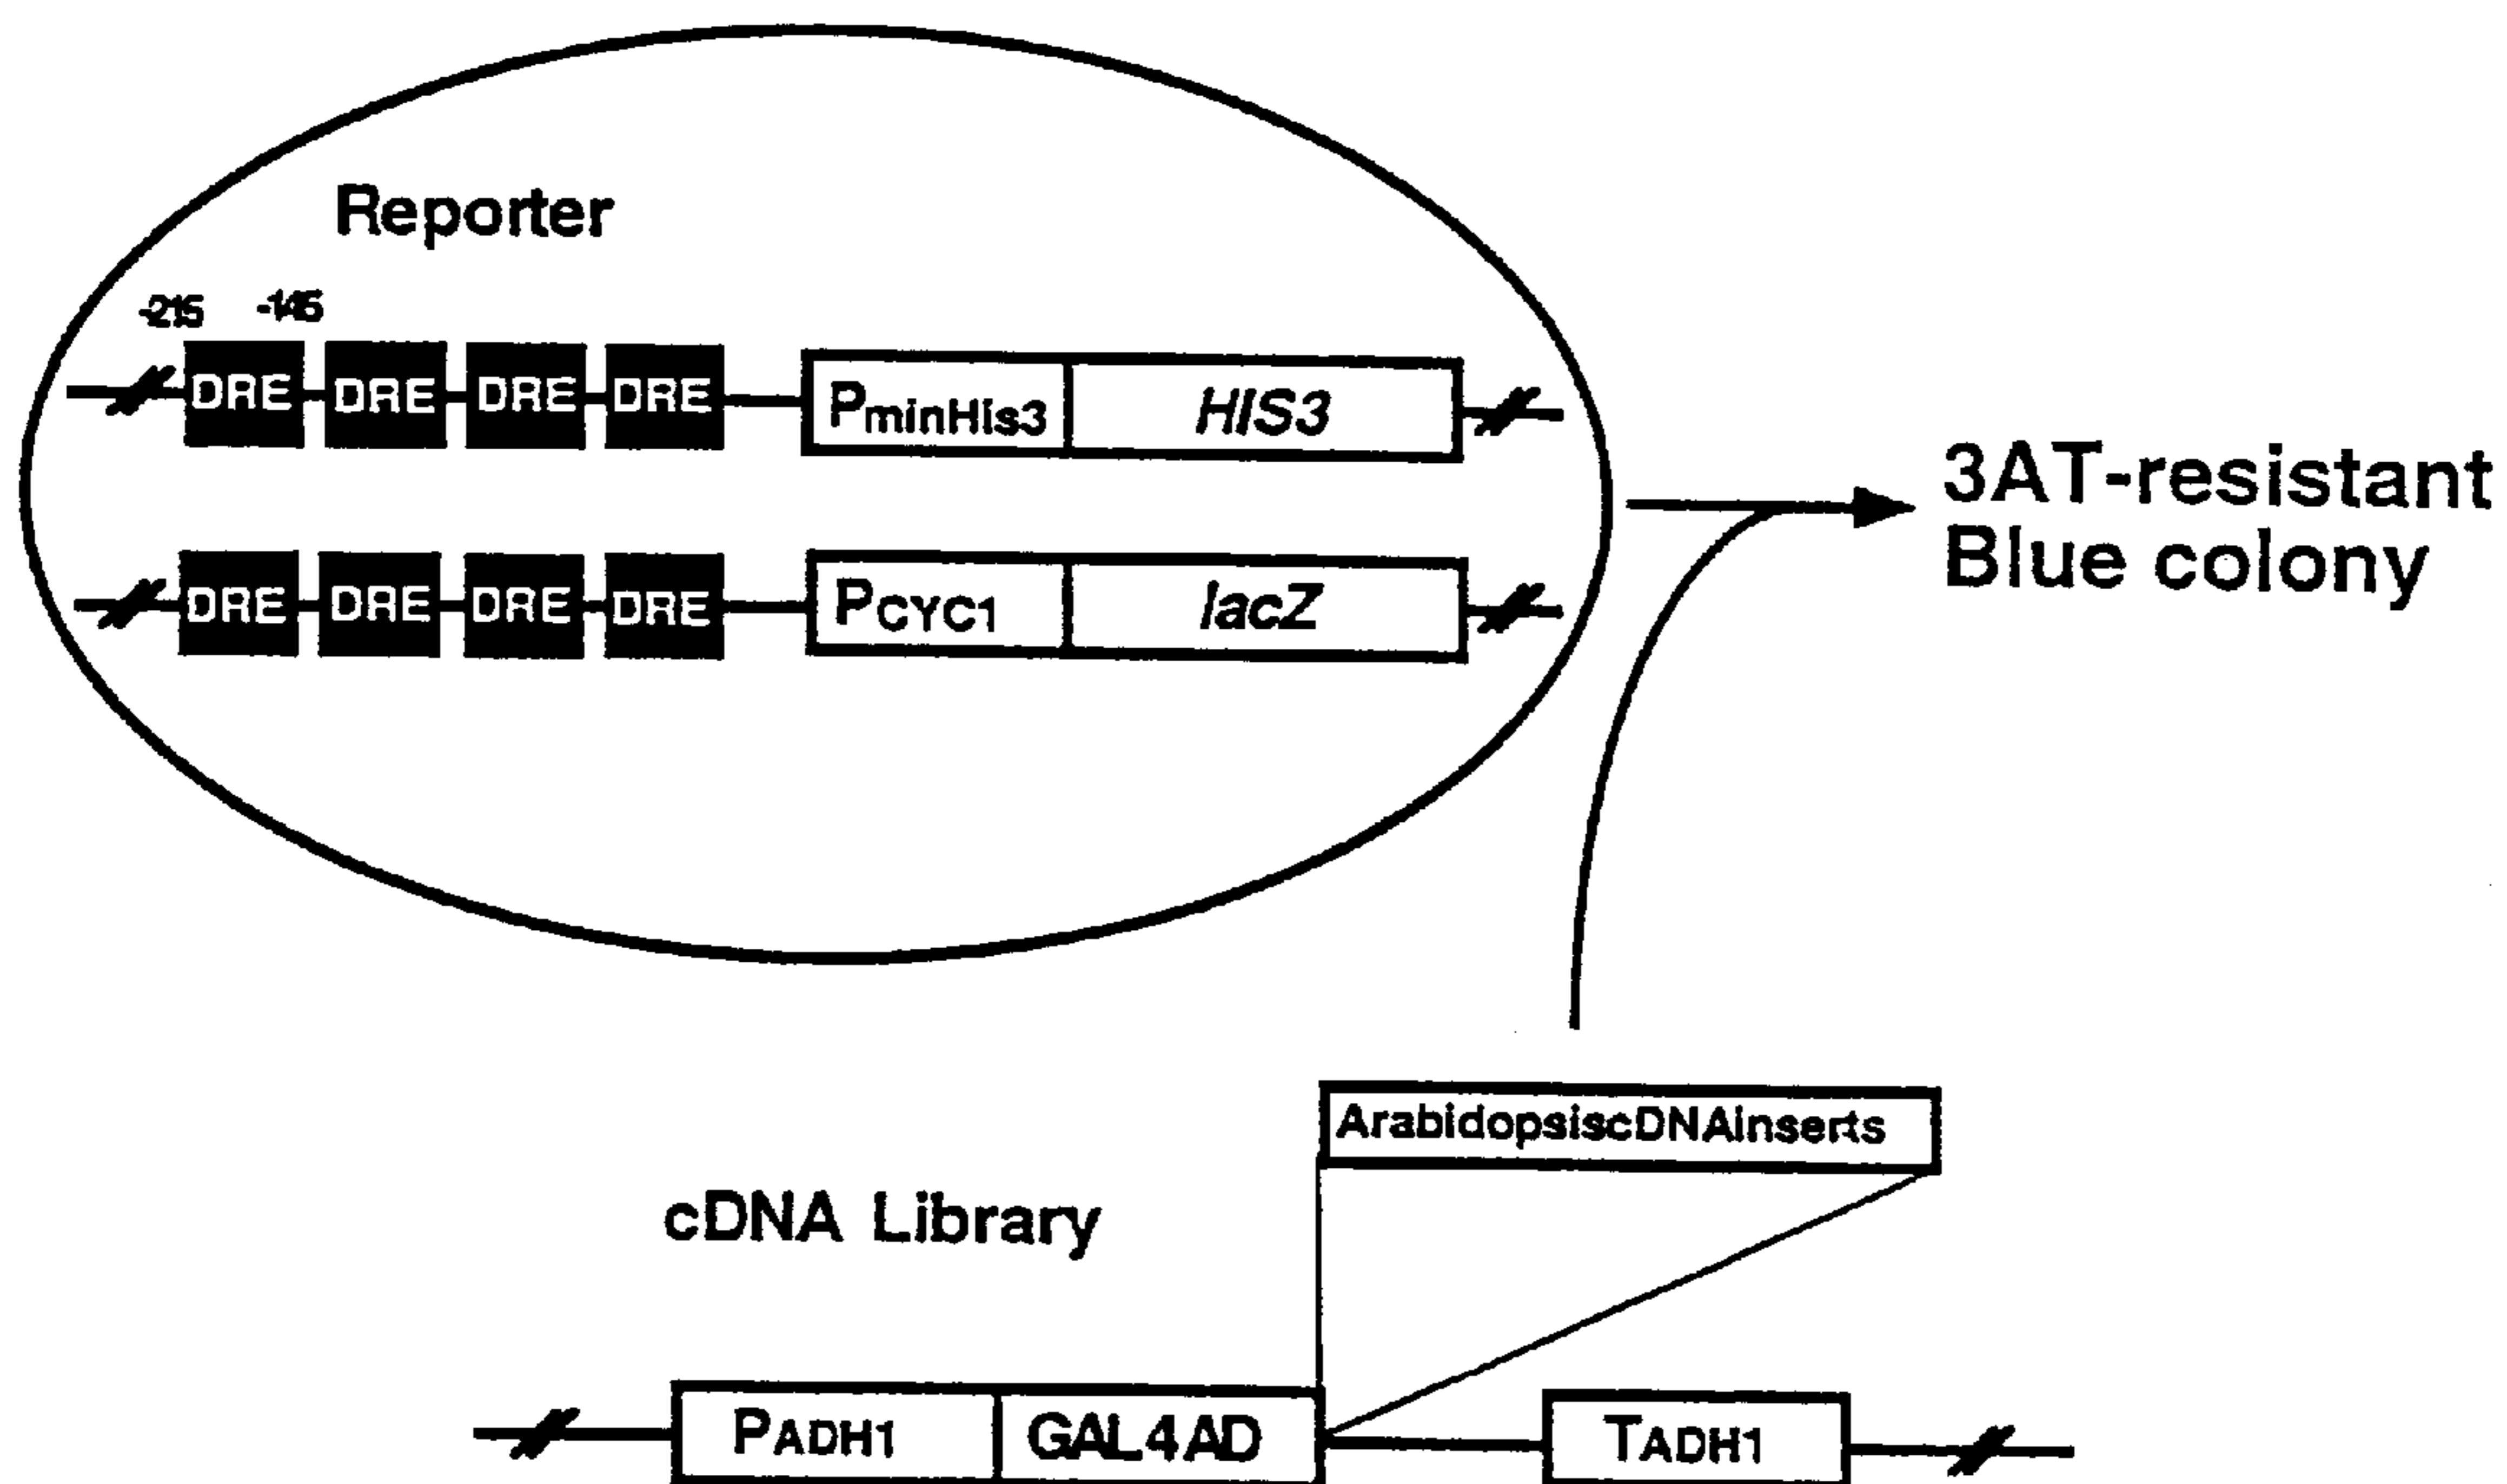 Reporter
-215 -145
DRE DRE DRE DRE PminHis3 HIS3
DRE DRE DRE DRE PCYC1 lacZ
3AT-resistant
Blue colony
ArabidopsiscDNAinserts
cDNA Library
PADH1 GAL4AD TADH1